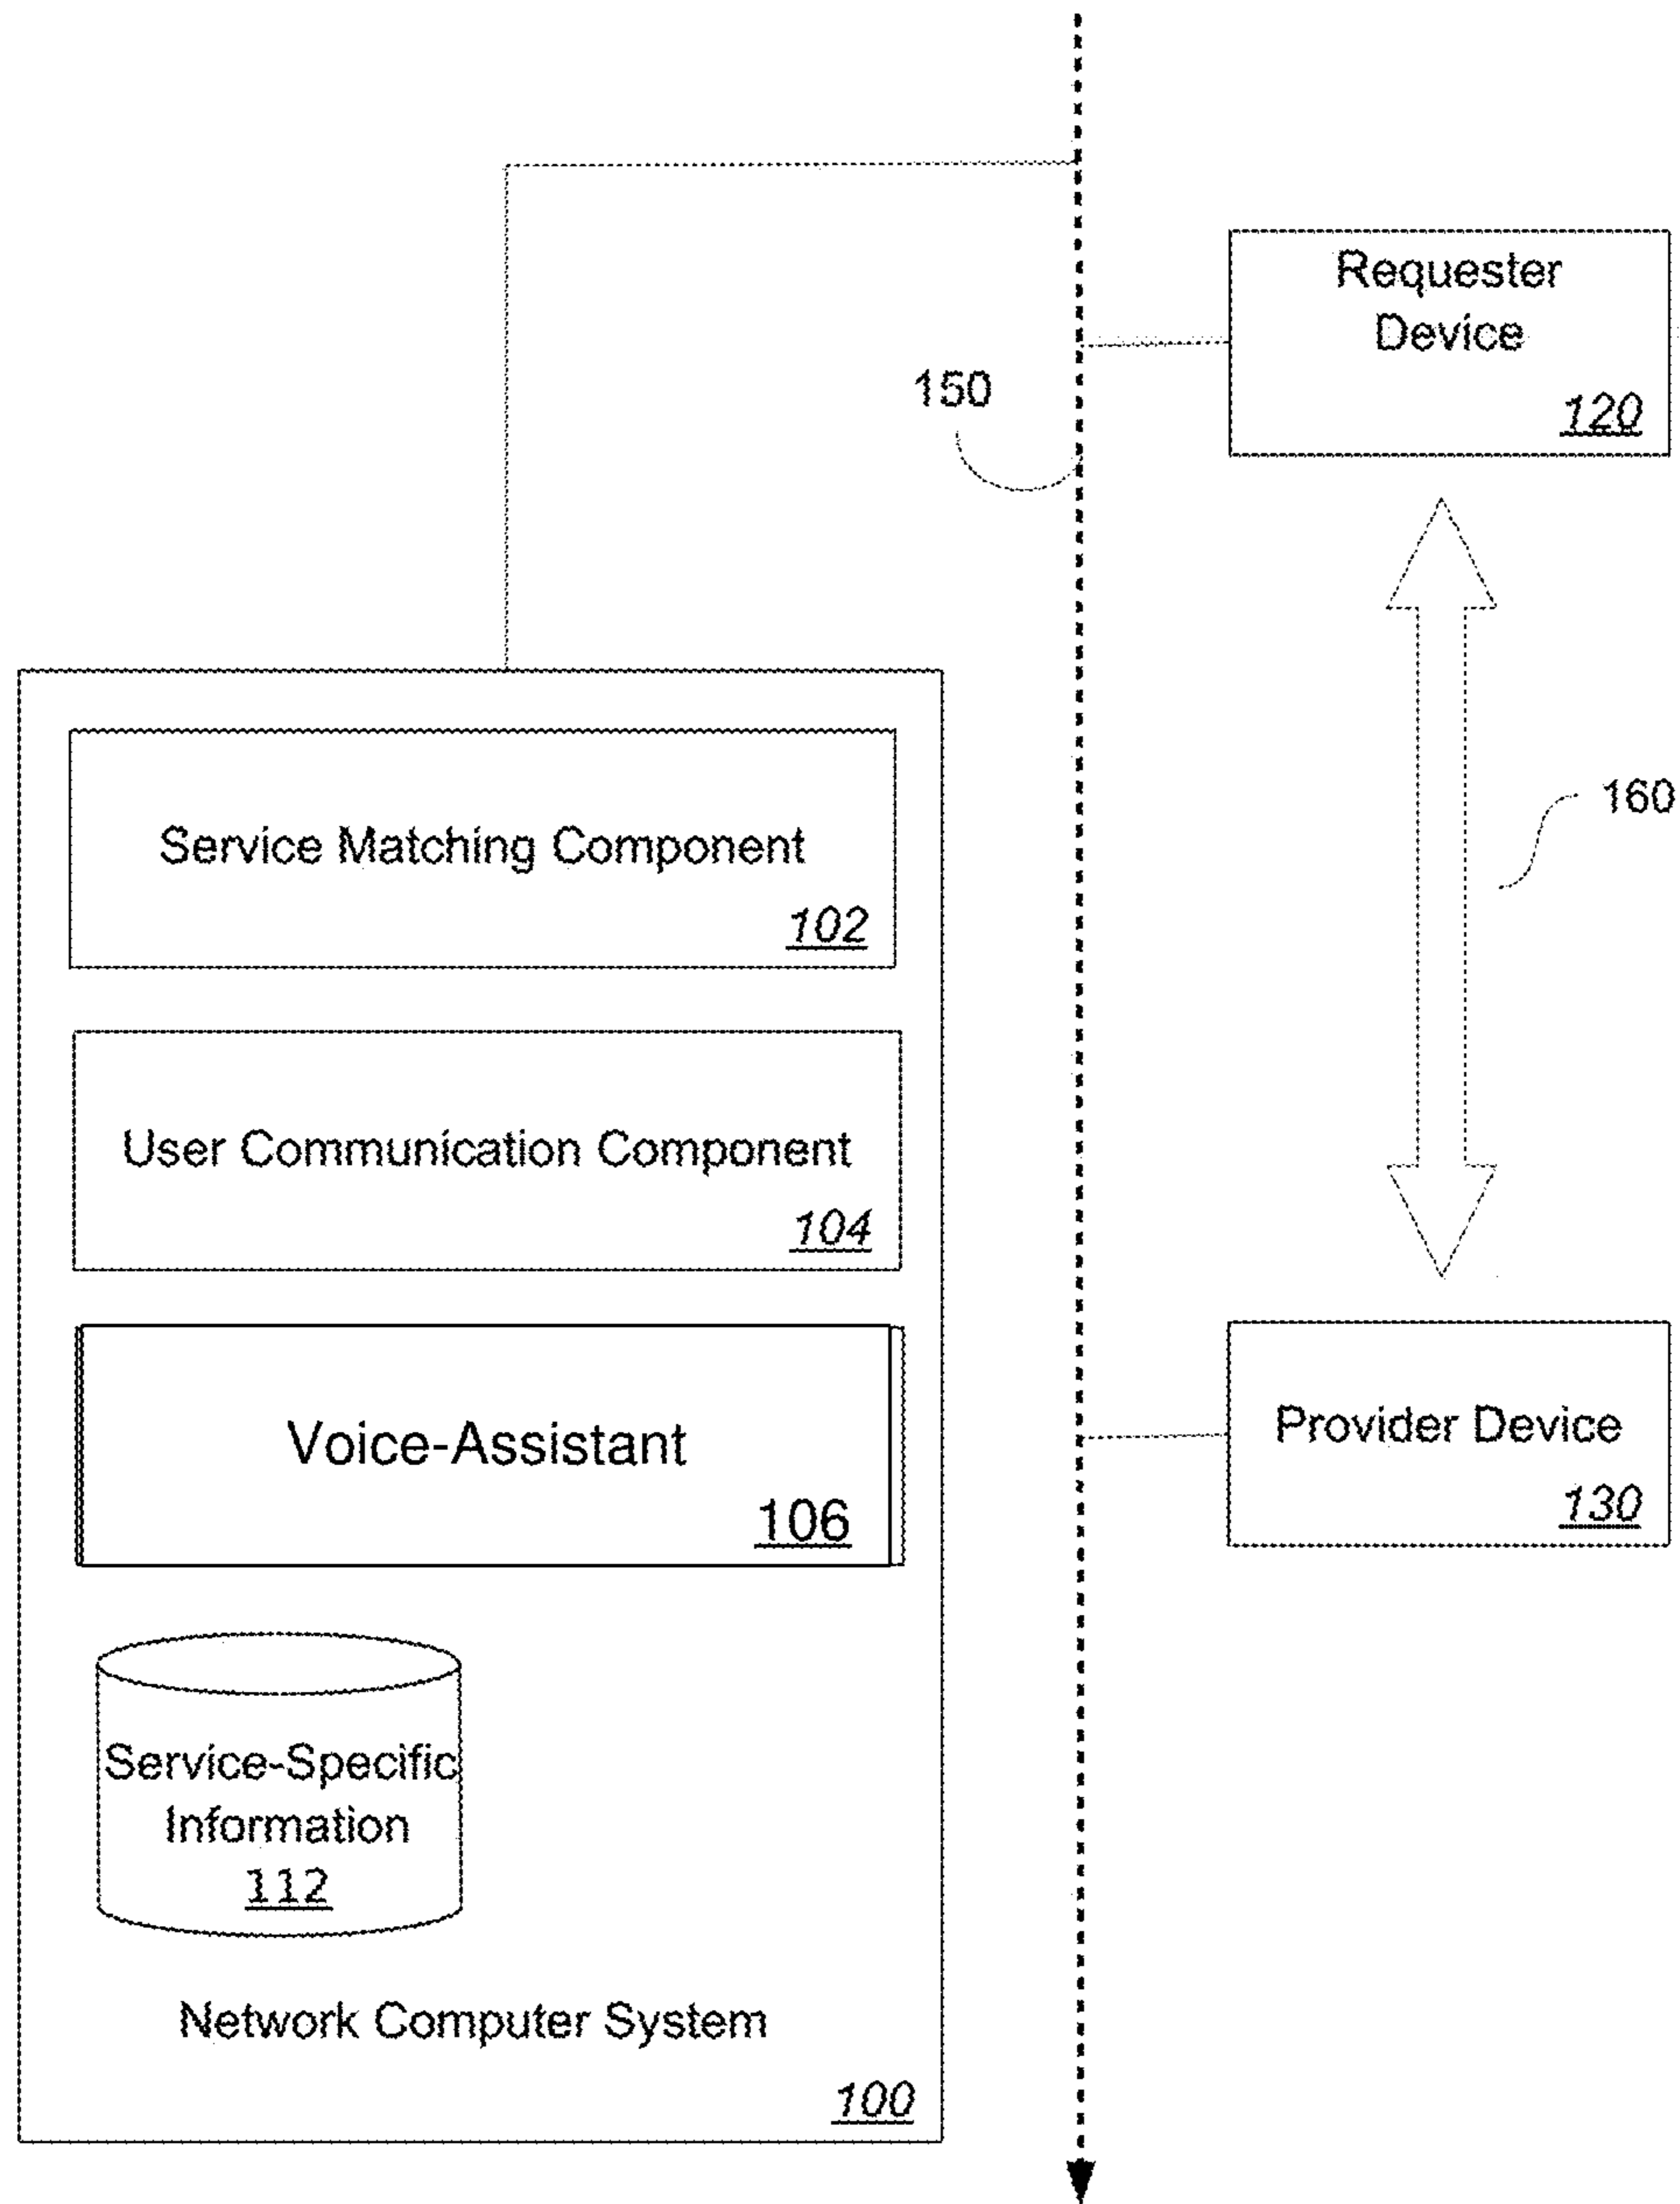 Requester
Device
120
150
160
Service Matching Component
102
User Communication Component
104
Voice-Assistant
106
Provider Device
130
Service-Specific
Information
112
Network Computer System
100